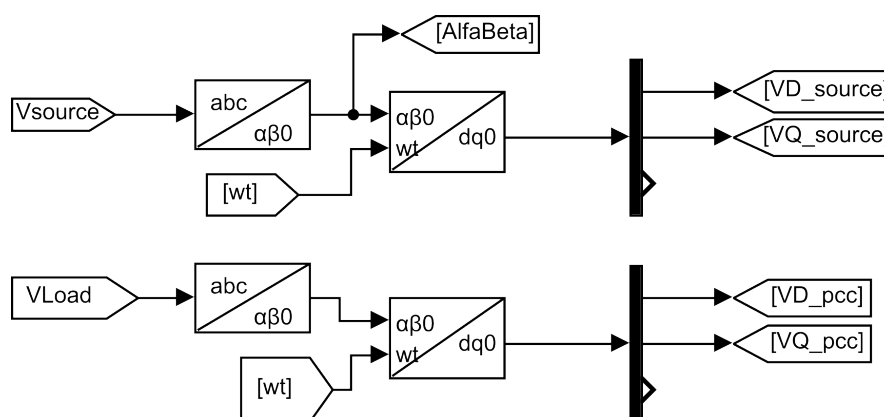 [AlfaBeta]
Vsource
abc
αβ0
αβ0
wt
dq0
[VD_source]
[VQ_source]
[wt]
VLoad
abc
αβ0
αβ0
wt
dq0
[VD_pcc]
[VQ_pcc]
[wt]